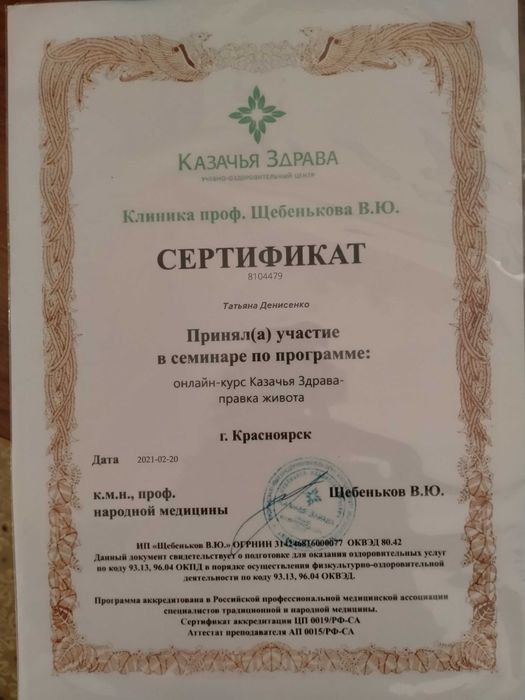 КАЗАЧЬЯ ЗДРАВА
УЧЕБНО-ОЗДОРОВИТЕЛЬНЫЙ ЦЕНТР
Клиника проф. Щебенькова В.Ю.
СЕРТИФИКАТ
8104479
Татьяна Денисенко
Принял(а) участие
в семинаре по программе:
онлайн-курс Казачья Здрава-
правка живота
г. Красноярск
Дата 2021-02-20
к.м.н., проф. Щебеньков В.Ю.
народной медицины
ИП «Щебеньков В.Ю.» ОГРНИП 314246816000077 ОКВЭД 80.42
Данный документ свидетельствует о подготовке для оказания оздоровительных услуг
по коду 93.13, 96.04 ОКПД в порядке осуществления физкультурно-оздоровительной
деятельности по коду 93.13, 96.04 ОКВЭД.
Программа аккредитована в Российской профессиональной медицинской ассоциации
специалистов традиционной и народной медицины.
Сертификат аккредитации ЦП 0019/РФ-СА
Аттестат преподавателя АП 0015/РФ-СА